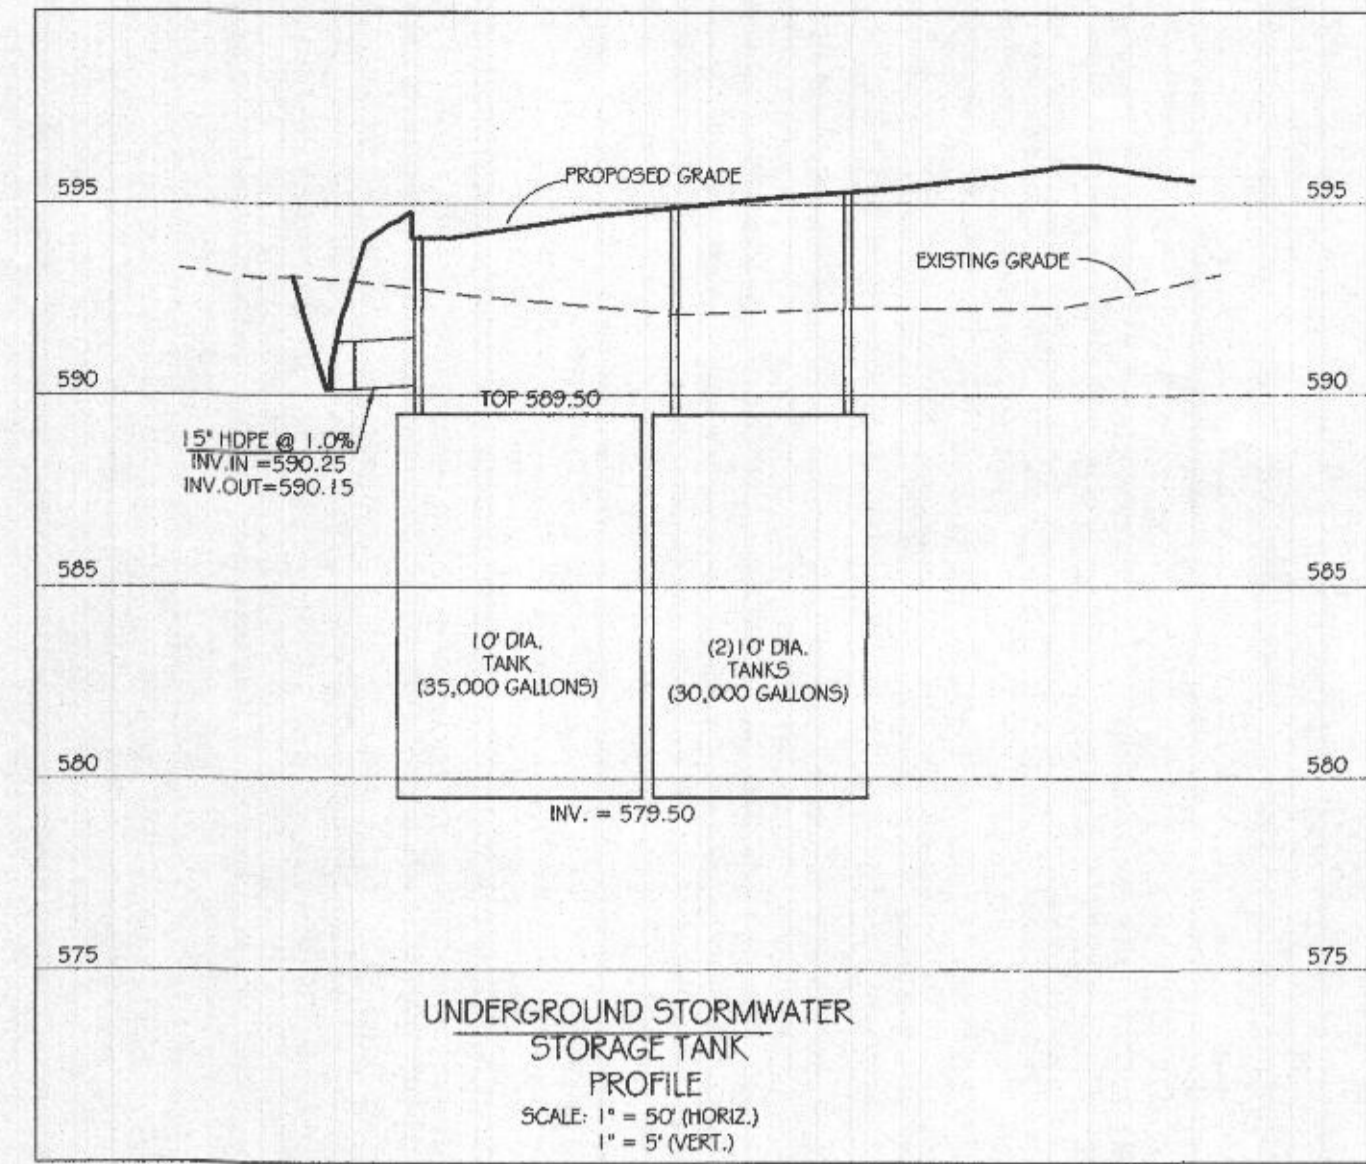 PROPOSED GRADE
595
595
EXISTING GRADE
590
590
TOP 589.50
15" HDPE @ 1.0%
INV.IN =590.25
INV.OUT=590.15
585
585
10' DIA.
TANK
(35,000 GALLONS)
(2)10' DIA.
TANKS
(30,000 GALLONS)
580
580
INV. = 579.50
575
575
UNDERGROUND STORMWATER
STORAGE TANK
PROFILE
SCALE: 1" = 50' (HORIZ.)
1" = 5' (VERT.)